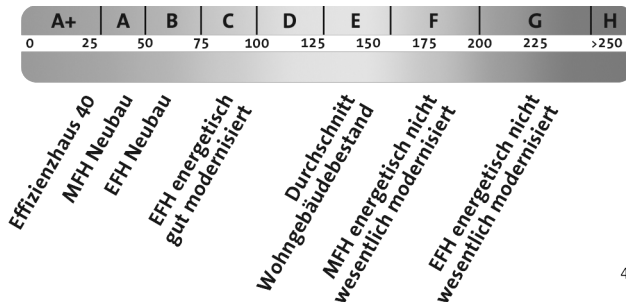 A+ A B C D E F G H
0 25 50 75 100 125 150 175 200 225 >250
Effizienzhaus 40
MFH Neubau
EFH Neubau
EFH energetisch
gut modernisiert
Durchschnitt
Wohngebäudebestand
MFH energetisch nicht
wesentlich modernisiert
EFH energetisch nicht
wesentlich modernisiert
4